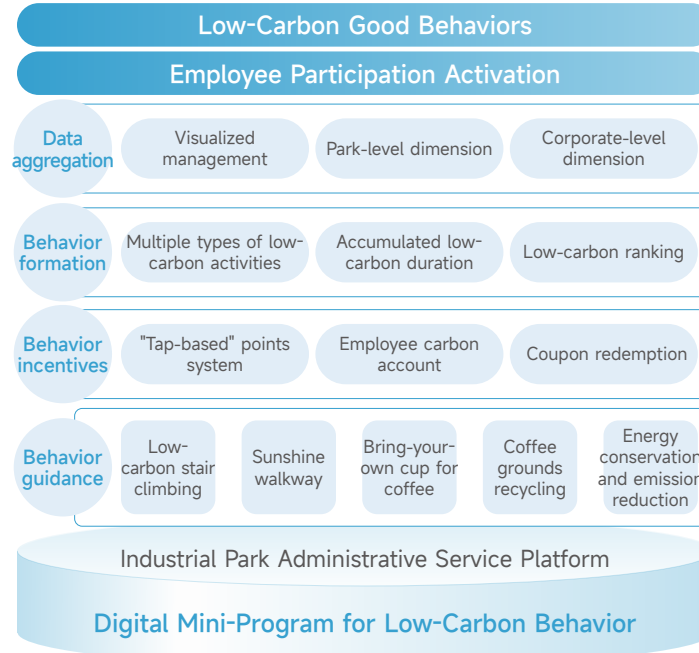 Low-Carbon Good Behaviors
Employee Participation Activation
Data
aggregation
Visualized
management
Park-level dimension
Corporate-level
dimension
Behavior
formation
Multiple types of low-
carbon activities
Accumulated low-
carbon duration
Low-carbon ranking
Behavior
incentives
"Tap-based" points
system
Employee carbon
account
Coupon redemption
Behavior
guidance
Low-
carbon stair
climbing
Sunshine
walkway
Bring-your-
own cup for
coffee
Coffee
grounds
recycling
Energy
conservation
and emission
reduction
Industrial Park Administrative Service Platform
Digital Mini-Program for Low-Carbon Behavior